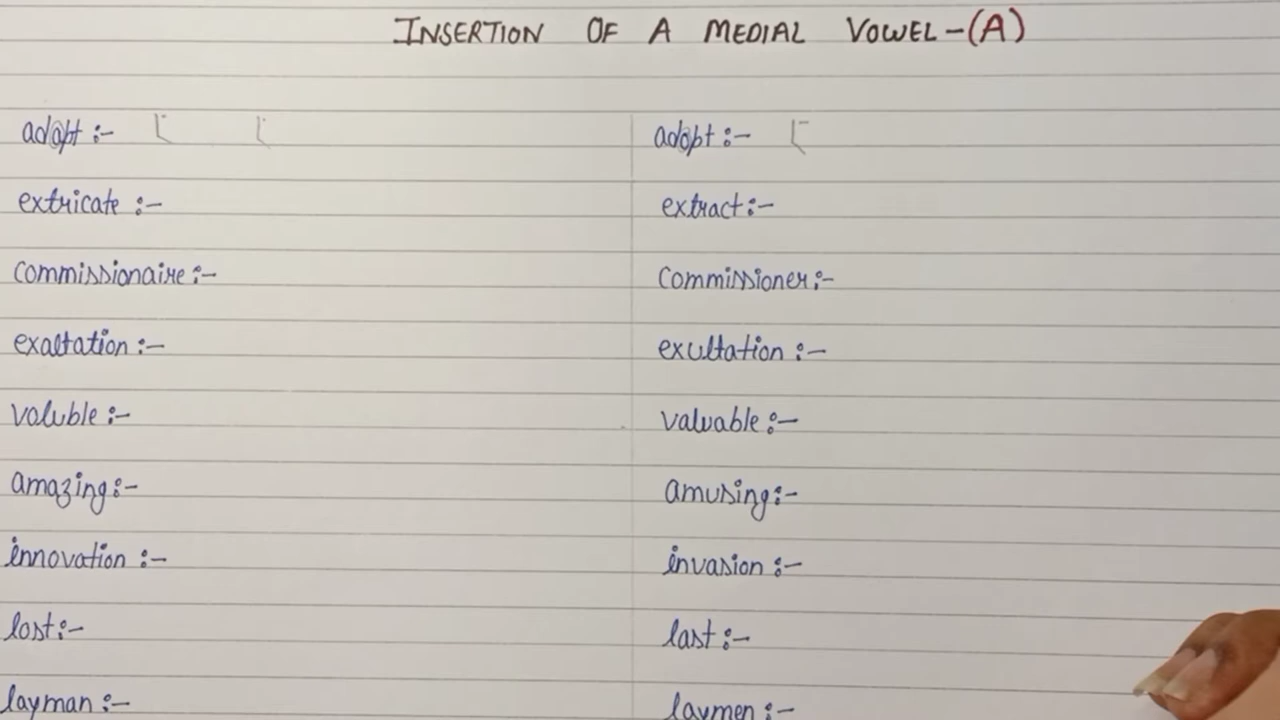 INSERTION OF A MEDIAL VOWEL-(A)
adapt :- adopt :-
extricate :- extract :-
commissionaire :- commissioner :-
exaltation :- exultation :-
voluble :- valuable :-
amazing :- amusing :-
innovation :- invasion :-
lost :- last :-
layman :- laymen :-